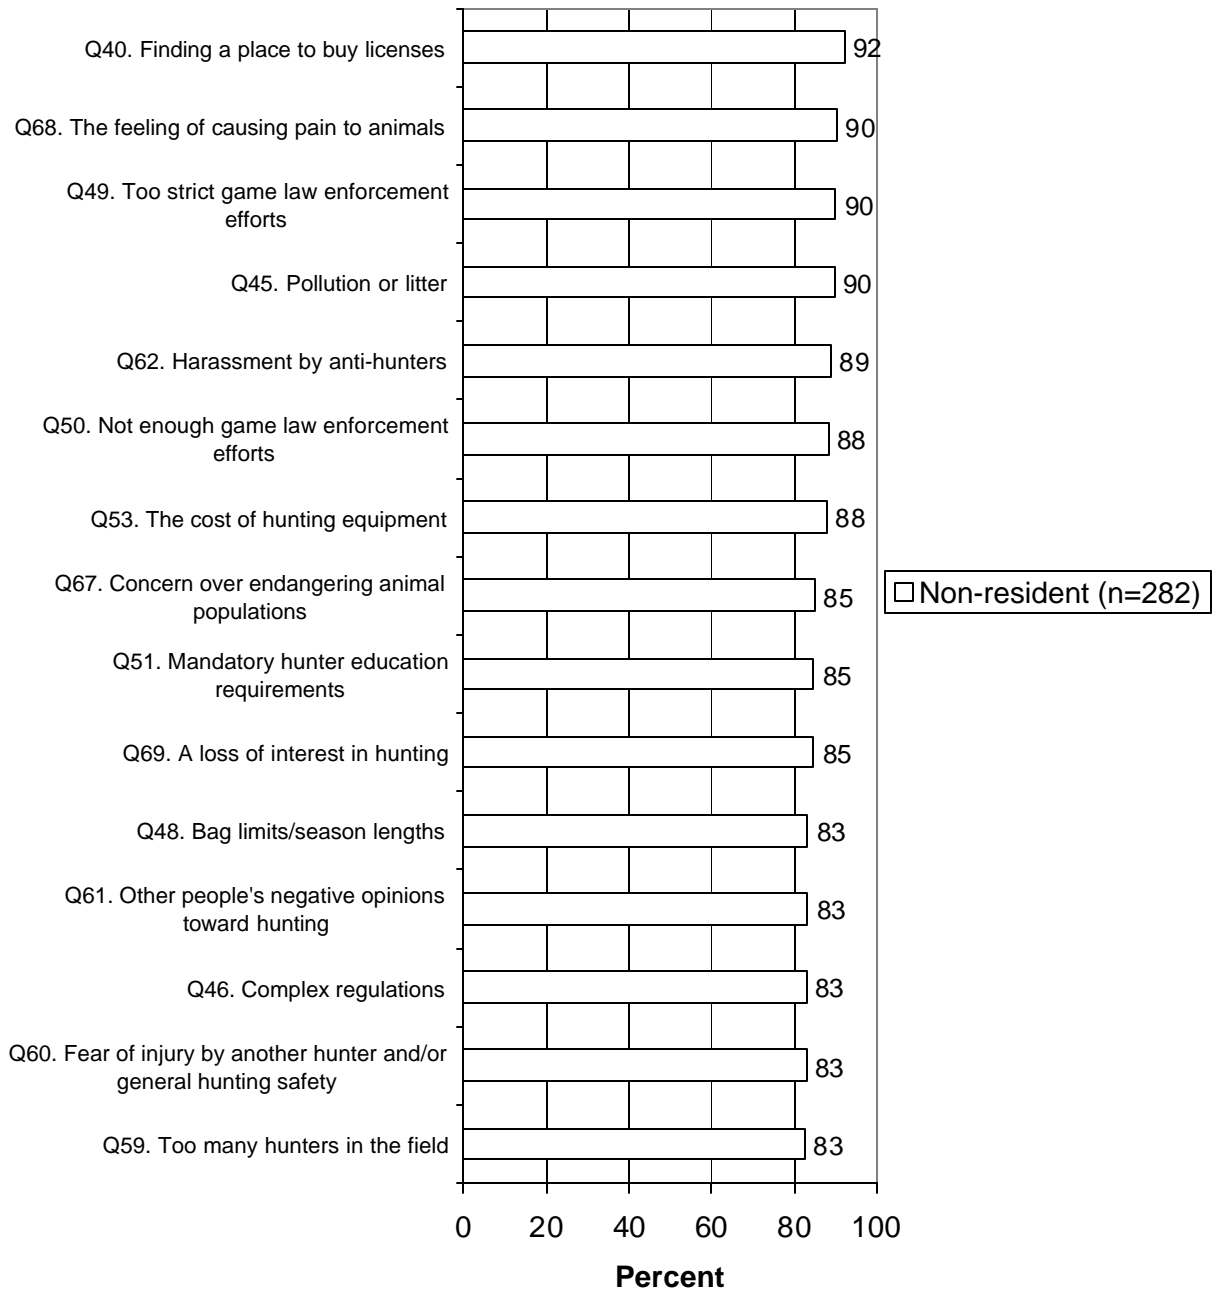 Q40. Finding a place to buy licenses
92
Q68. The feeling of causing pain to animals
90
Q49. Too strict game law enforcement
efforts
90
Q45. Pollution or litter
90
Q62. Harassment by anti-hunters
89
Q50. Not enough game law enforcement
efforts
88
Q53. The cost of hunting equipment
88
Q67. Concern over endangering animal
populations
85
Q51. Mandatory hunter education
requirements
85
Q69. A loss of interest in hunting
85
Q48. Bag limits/season lengths
83
Q61. Other people's negative opinions
toward hunting
83
Q46. Complex regulations
83
Q60. Fear of injury by another hunter and/or
general hunting safety
83
Q59. Too many hunters in the field
83
0 20 40 60 80 100
Percent
Non-resident (n=282)